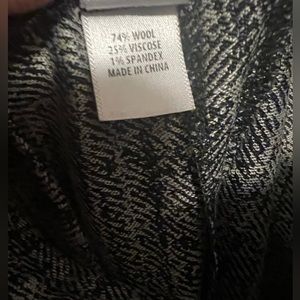 74% WOOL
25% VISCOSE
1% SPANDEX
MADE IN CHINA